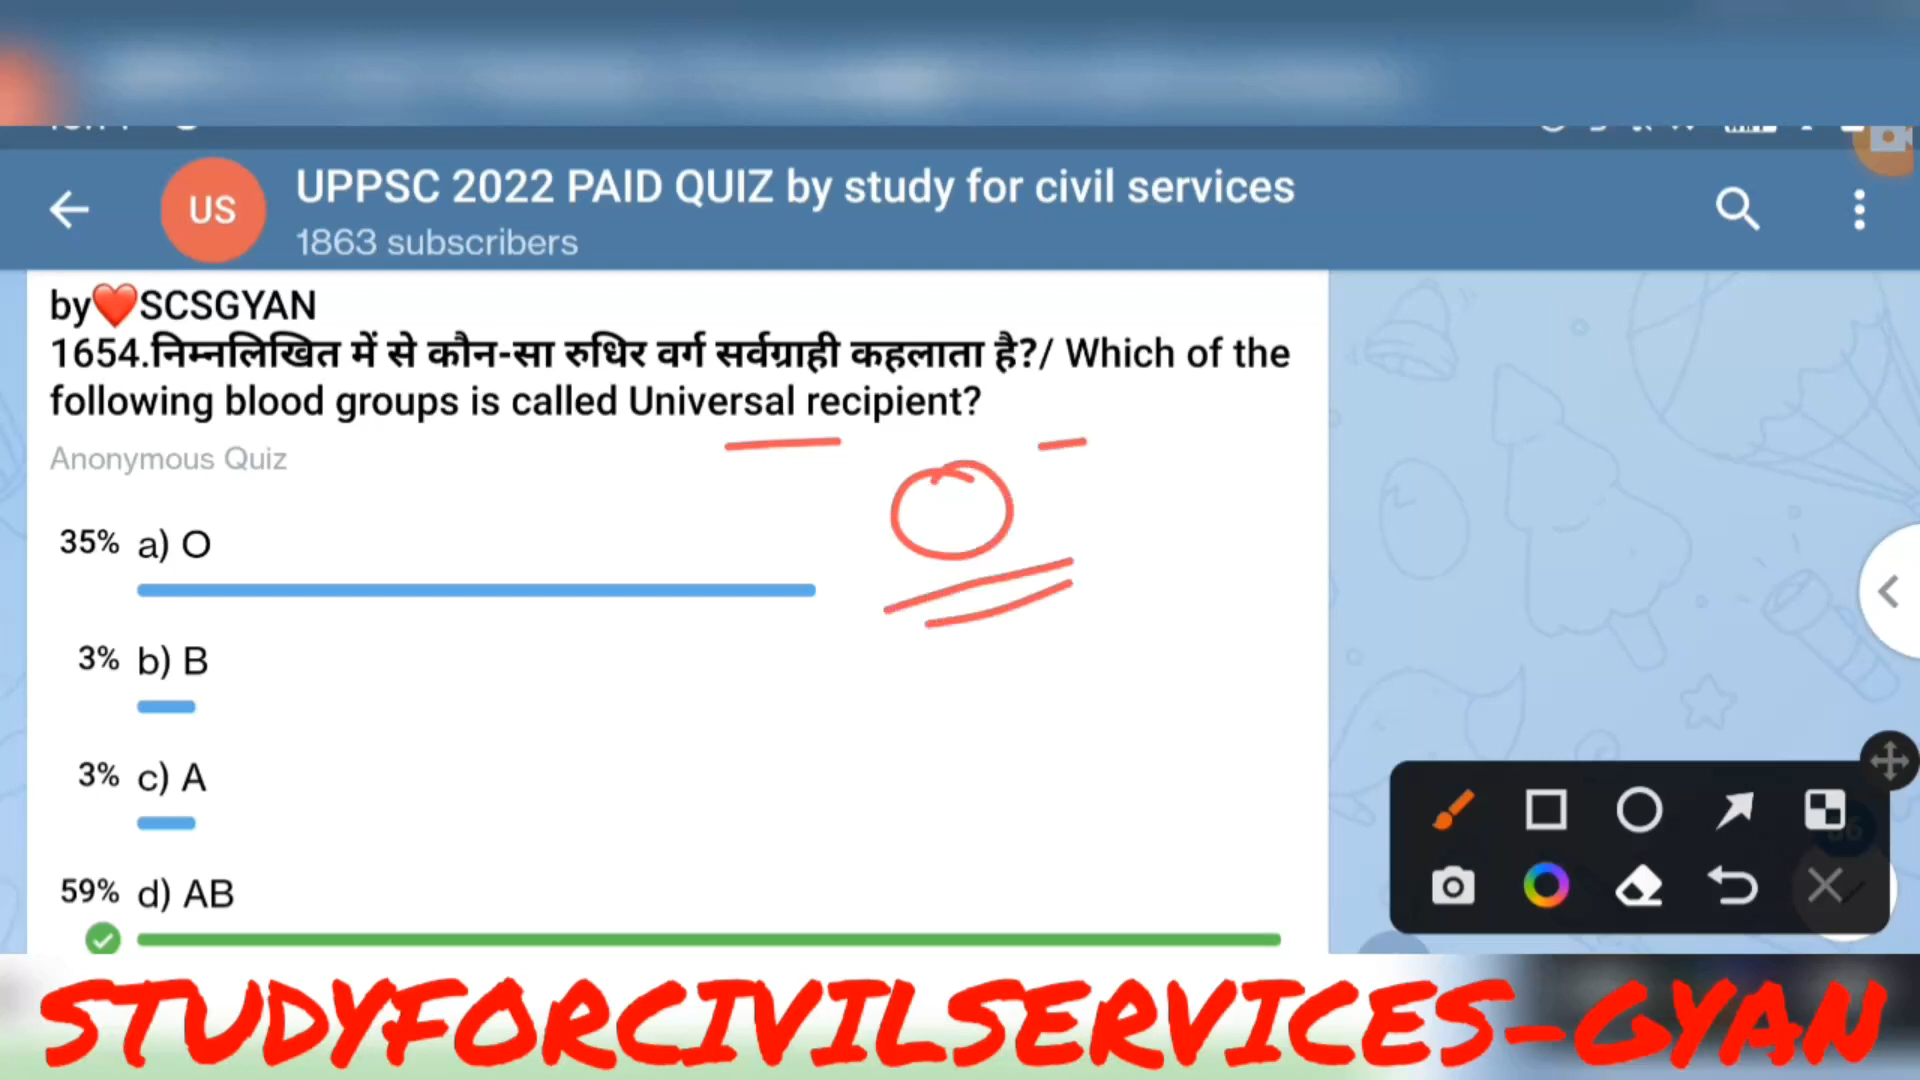 US
UPPSC 2022 PAID QUIZ by study for civil services
1863 subscribers
by❤️SCSGYAN
1654.निम्नलिखित में से कौन-सा रुधिर वर्ग सर्वग्राही कहलाता है?/ Which of the
following blood groups is called Universal recipient?
Anonymous Quiz
35% a) O
3% b) B
3% c) A
59% d) AB
STUDYFORCIVILSERVICES-GYAN